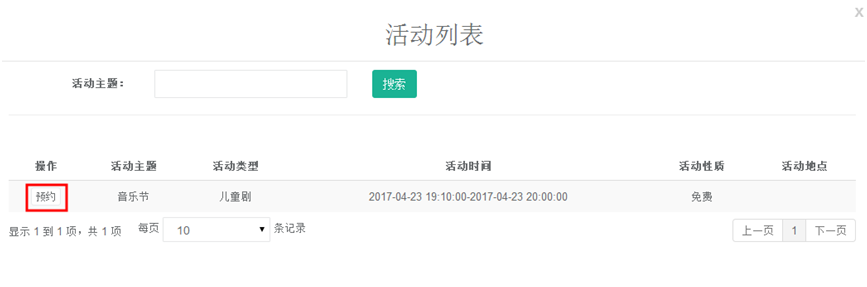 x
活动列表
活动主题： 搜索
操作 活动主题 活动类型 活动时间 活动性质 活动地点
预约 音乐节 儿童剧 2017-04-23 19:10:00-2017-04-23 20:00:00 免费
显示 1 到 1 项，共 1 项 每页 10 条记录 上一页 1 下一页